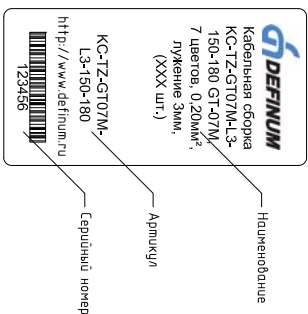 DEFINUM
Кабельная сборка
KC-TZ-GT07M-L3-
150-180 GT-07M,
7 цветов, 0,20мм²,
лужение 3мм,
(XXX шт.)
KC-TZ-GT07M-
L3-150-180
http://www.definum.ru
123456
Наименование
Артикул
Серийный номер